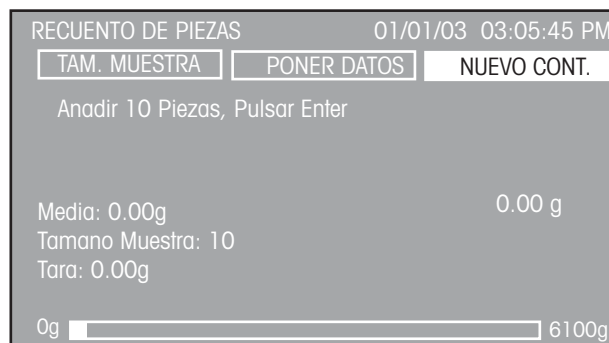 RECUENTO DE PIEZAS 01/01/03 03:05:45 PM
TAM. MUESTRA PONER DATOS NUEVO CONT.
Anadir 10 Piezas, Pulsar Enter
0.00 g
Media: 0.00g
Tamano Muestra: 10
Tara: 0.00g
0g 6100g